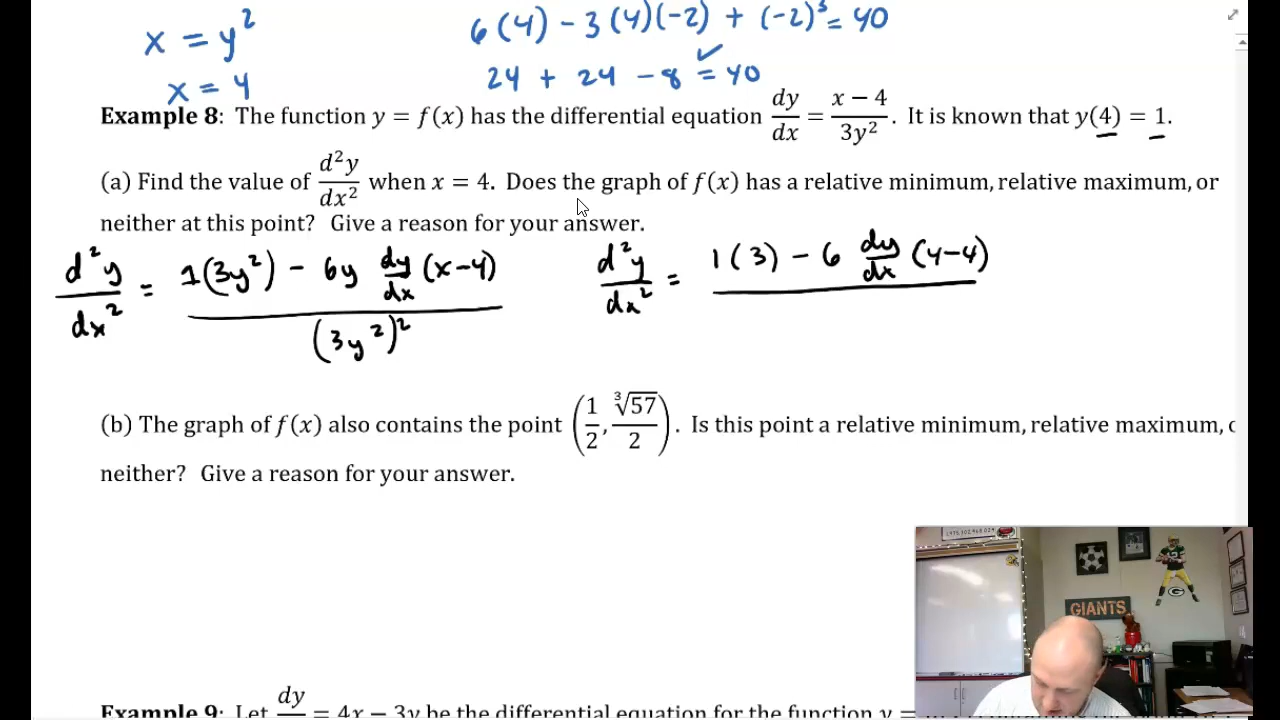 x = y² 6(4) − 3(4)(−2) + (−2)³ = 40
x = 4 24 + 24 − 8 = 40 ✓
Example 8: The function y = f(x) has the differential equation dy/dx = (x − 4)/(3y²). It is known that y(4) = 1.
(a) Find the value of d²y/dx² when x = 4. Does the graph of f(x) has a relative minimum, relative maximum, or
neither at this point? Give a reason for your answer.
d²y/dx² = (1(3y²) − 6y dy/dx (x−4))/(3y²)² d²y/dx² = 1(3) − 6 dy/dx (4−4)
(b) The graph of f(x) also contains the point (1/2, ∛57/2). Is this point a relative minimum, relative maximum, o
neither? Give a reason for your answer.
GIANTS
G
Example 9: Let dy/dx = 4x − 3y be the differential equation for the function y =